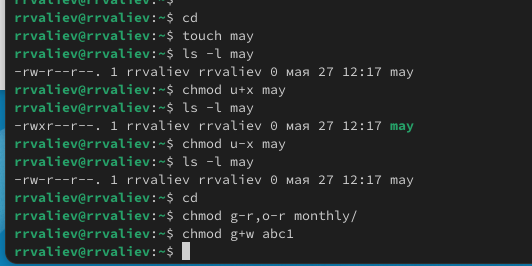 rrvaliev@rrvaliev:~$ cd
rrvaliev@rrvaliev:~$ touch may
rrvaliev@rrvaliev:~$ ls -l may
-rw-r--r--. 1 rrvaliev rrvaliev 0 мая 27 12:17 may
rrvaliev@rrvaliev:~$ chmod u+x may
rrvaliev@rrvaliev:~$ ls -l may
-rwxr--r--. 1 rrvaliev rrvaliev 0 мая 27 12:17 may
rrvaliev@rrvaliev:~$ chmod u-x may
rrvaliev@rrvaliev:~$ ls -l may
-rw-r--r--. 1 rrvaliev rrvaliev 0 мая 27 12:17 may
rrvaliev@rrvaliev:~$ cd
rrvaliev@rrvaliev:~$ chmod g-r,o-r monthly/
rrvaliev@rrvaliev:~$ chmod g+w abc1
rrvaliev@rrvaliev:~$